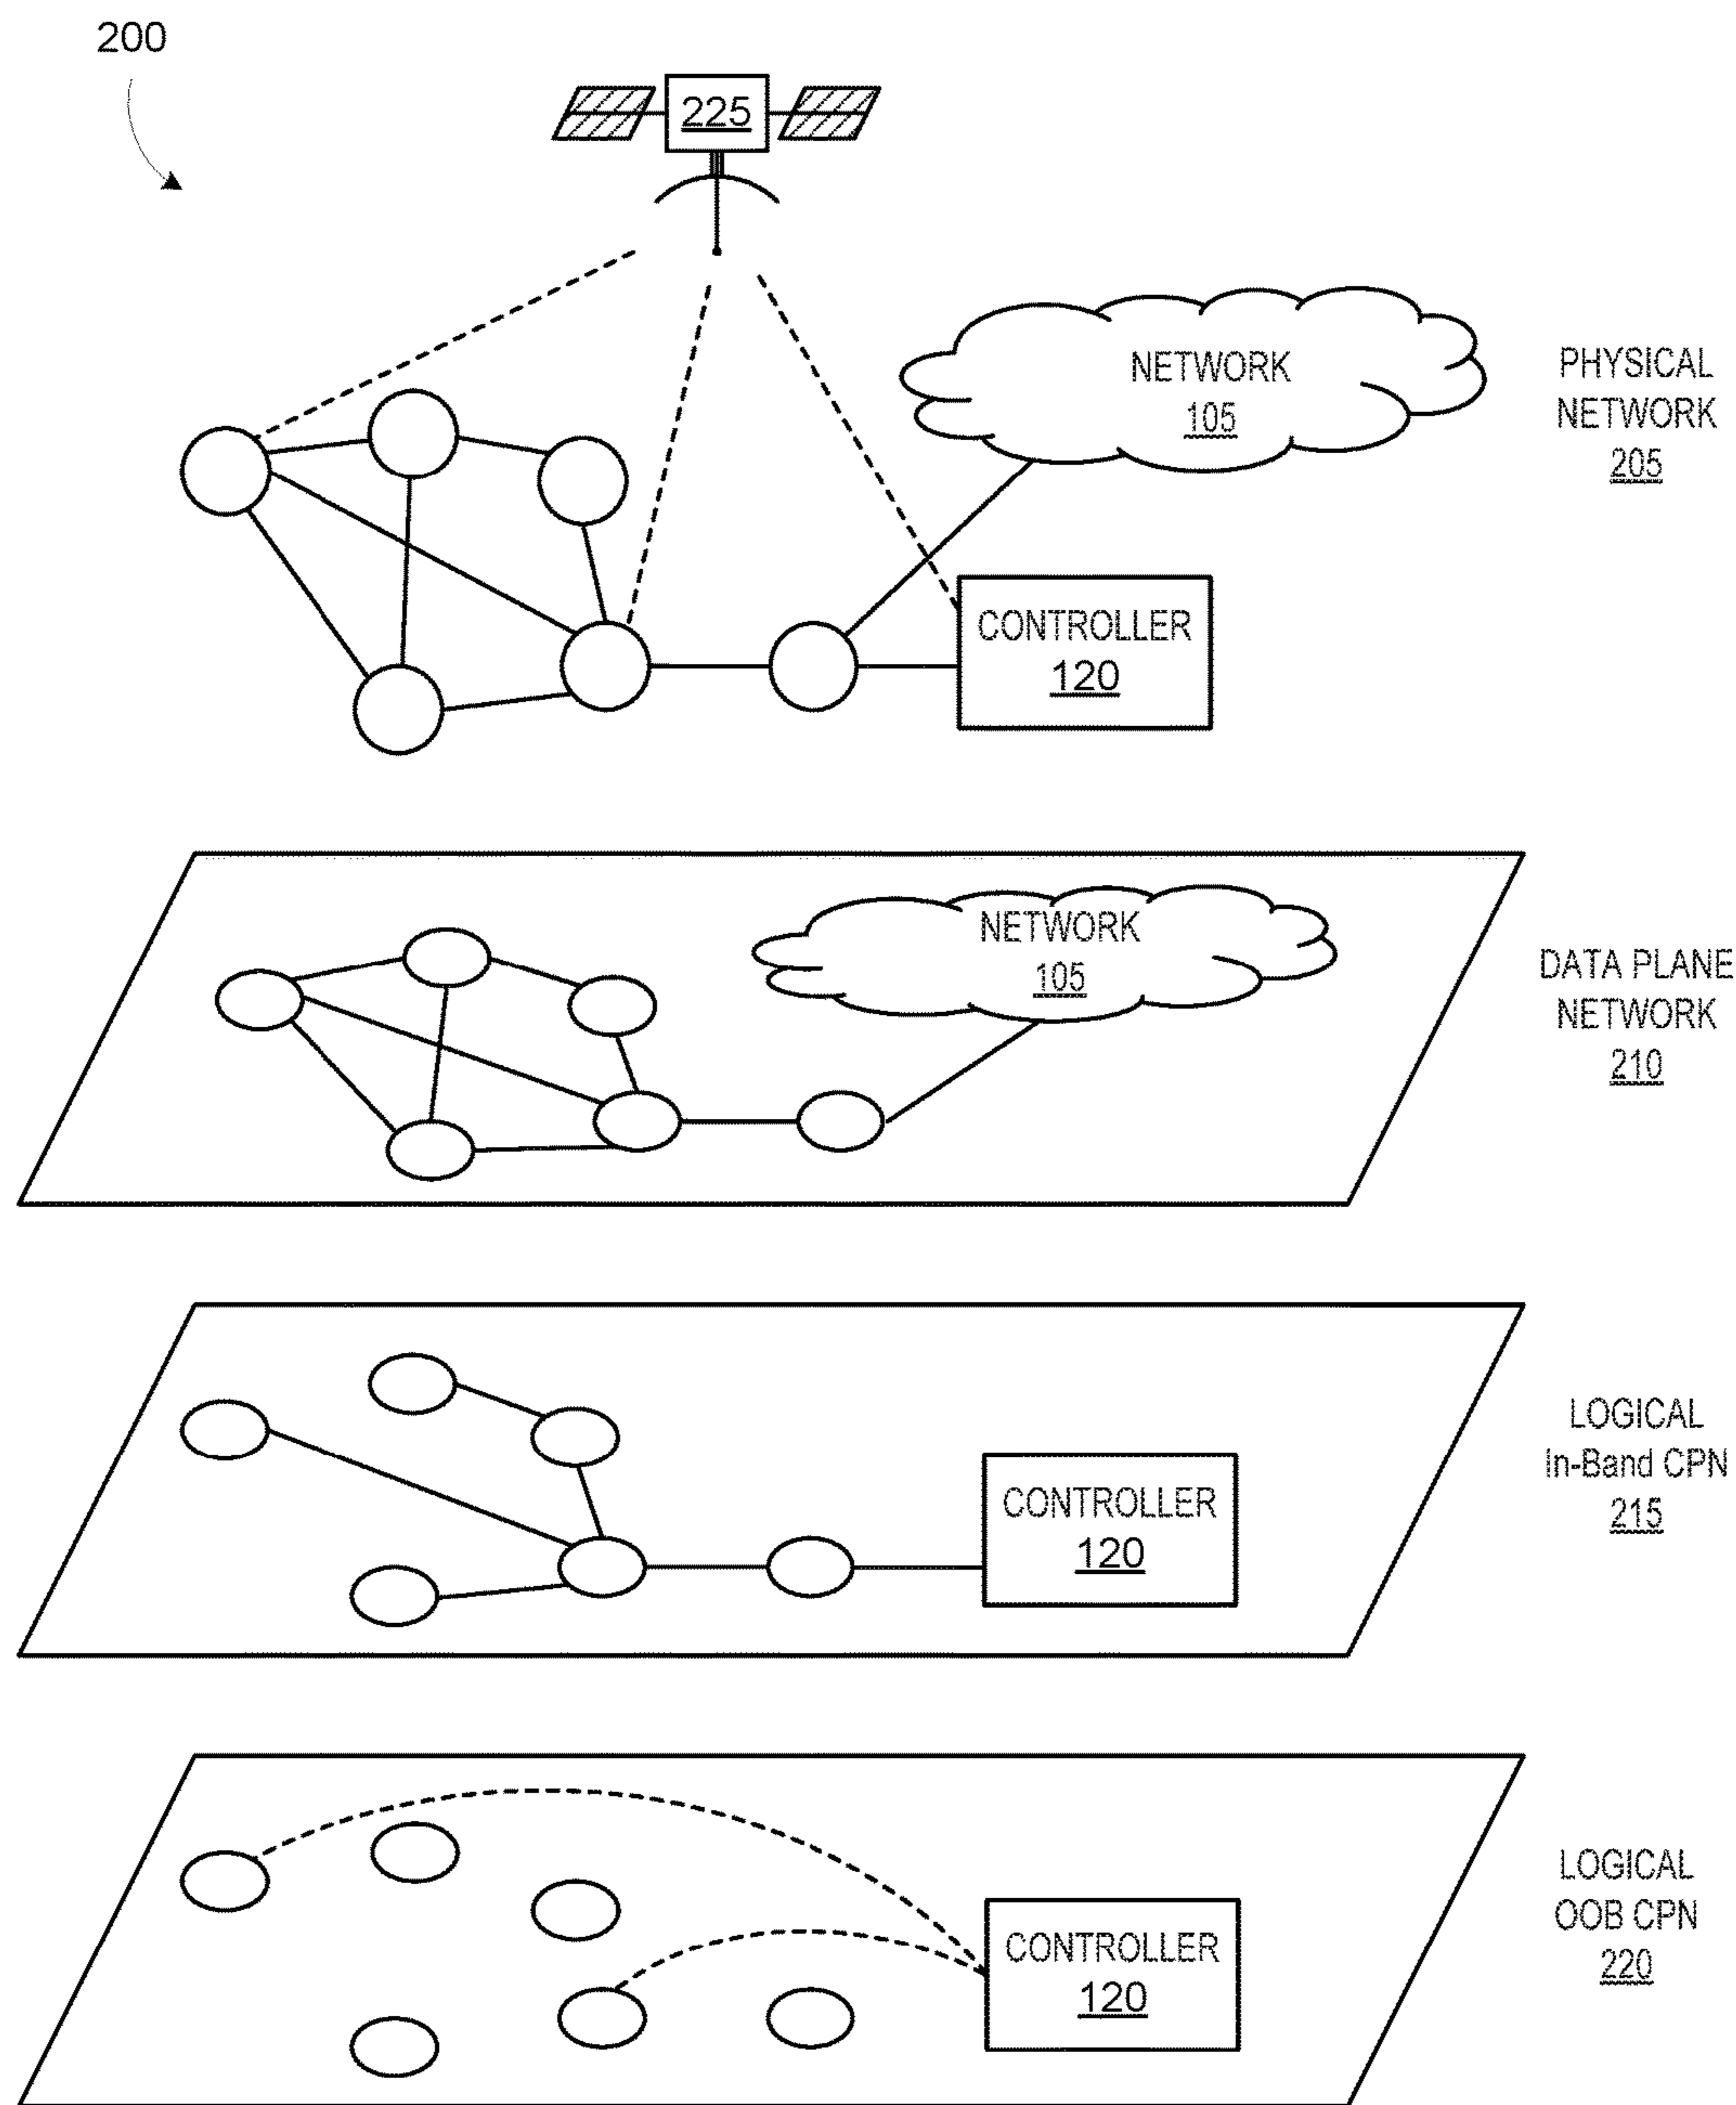 200
225
NETWORK
105
PHYSICAL
NETWORK
205
CONTROLLER
120
NETWORK
105
DATA PLANE
NETWORK
210
LOGICAL
In-Band CPN
215
CONTROLLER
120
LOGICAL
OOB CPN
220
CONTROLLER
120